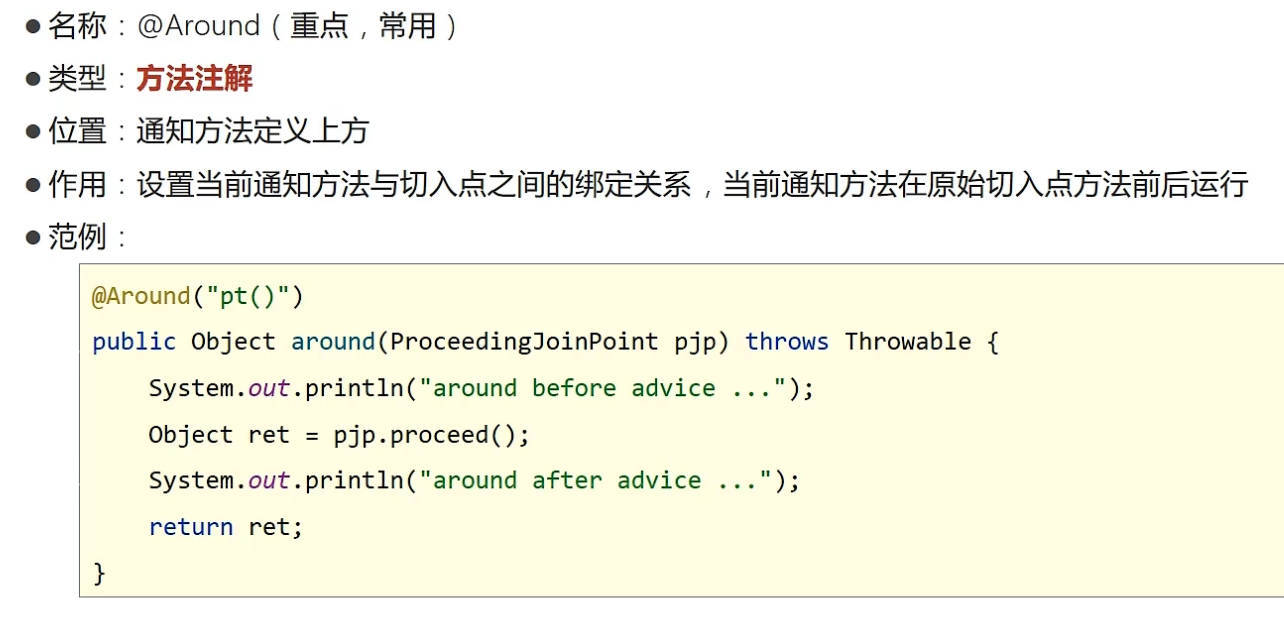 ● 名称：@Around（重点，常用）
● 类型：方法注解
● 位置：通知方法定义上方
● 作用：设置当前通知方法与切入点之间的绑定关系，当前通知方法在原始切入点方法前后运行
● 范例：
@Around("pt()")
public Object around(ProceedingJoinPoint pjp) throws Throwable {
    System.out.println("around before advice ...");
    Object ret = pjp.proceed();
    System.out.println("around after advice ...");
    return ret;
}